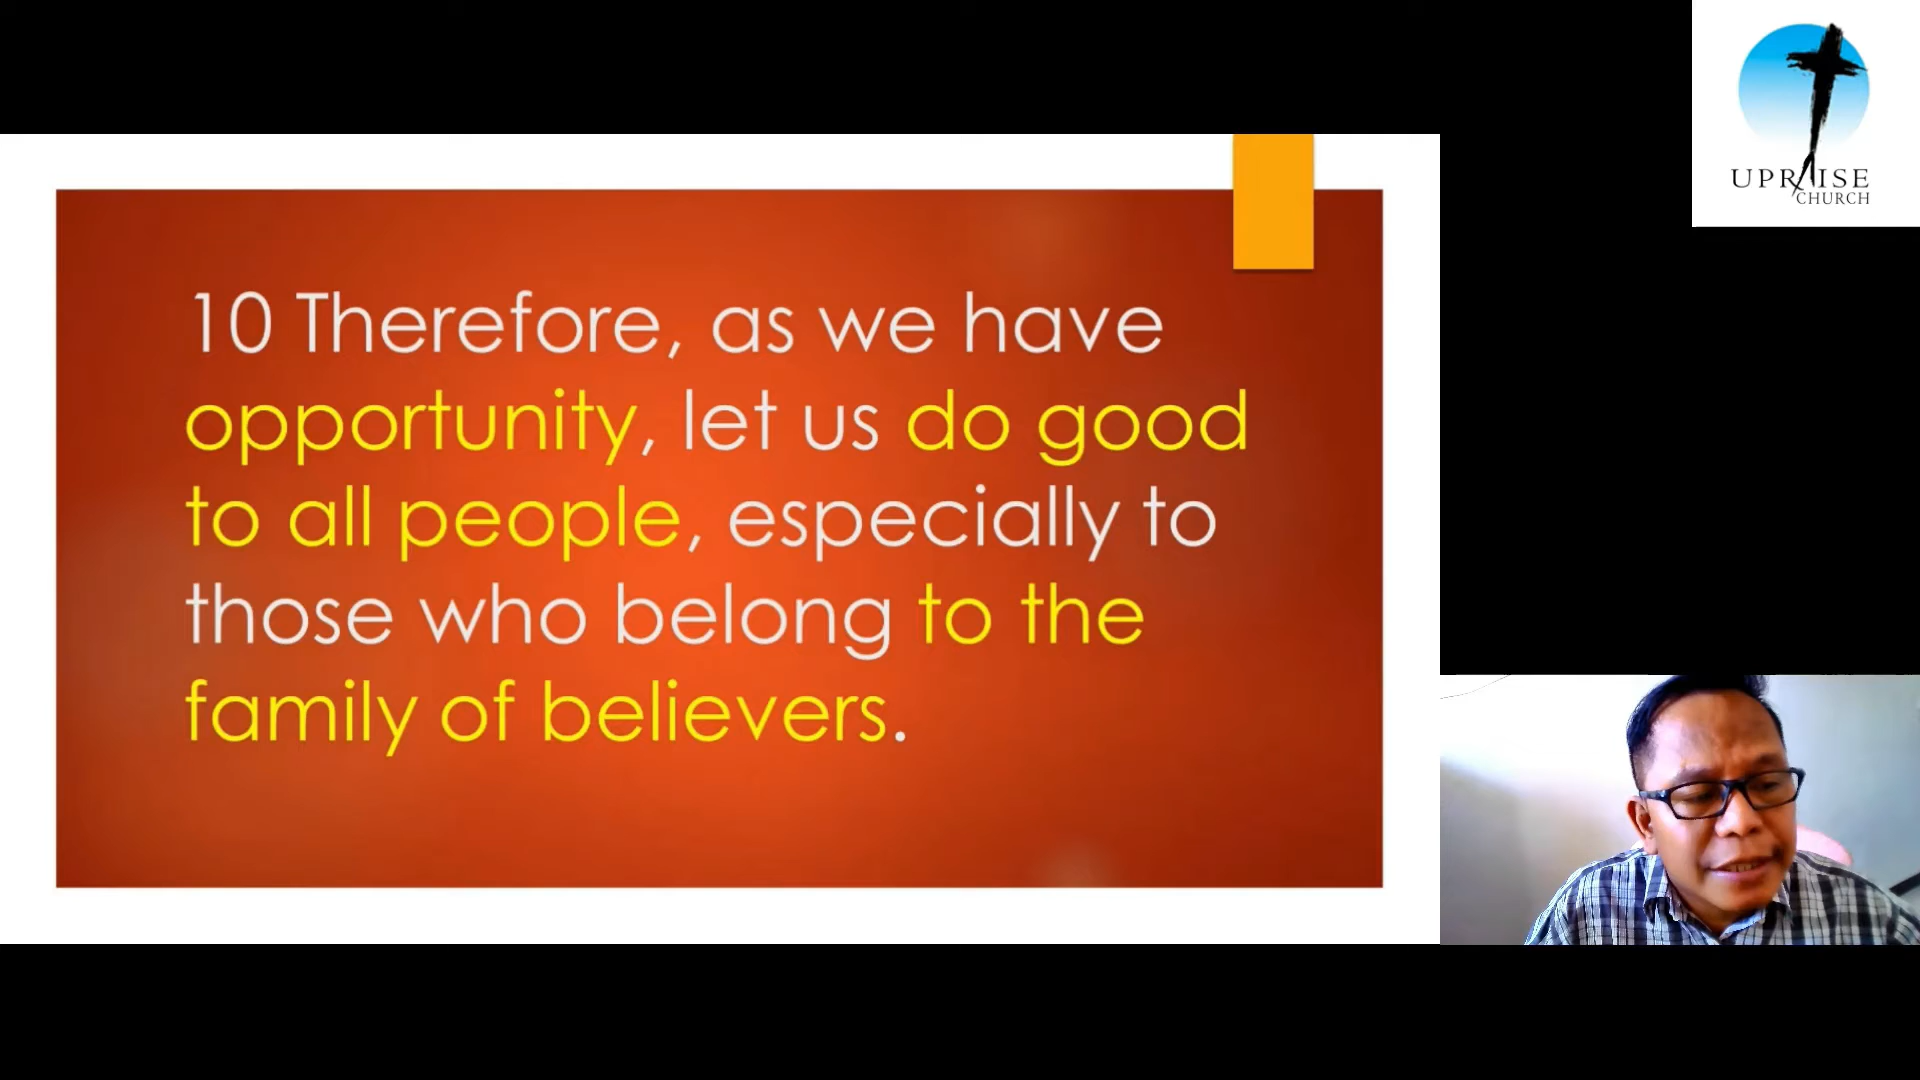 10 Therefore, as we have
opportunity, let us do good
to all people, especially to
those who belong to the
family of believers.
UPRAISE
CHURCH